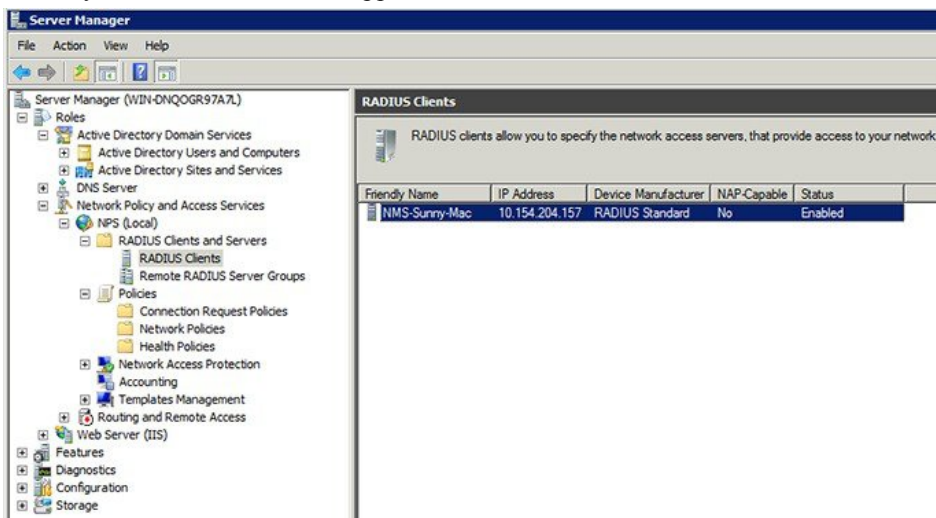 Server Manager
File Action View Help
Server Manager (WIN-DNQOGR97A7L)
Roles
Active Directory Domain Services
Active Directory Users and Computers
Active Directory Sites and Services
DNS Server
Network Policy and Access Services
NPS (Local)
RADIUS Clients and Servers
RADIUS Clients
Remote RADIUS Server Groups
Policies
Connection Request Policies
Network Policies
Health Policies
Network Access Protection
Accounting
Templates Management
Routing and Remote Access
Web Server (IIS)
Features
Diagnostics
Configuration
Storage
RADIUS Clients
RADIUS clients allow you to specify the network access servers, that provide access to your network
Friendly Name IP Address Device Manufacturer NAP-Capable Status
NMS-Sunny-Mac 10.154.204.157 RADIUS Standard No Enabled